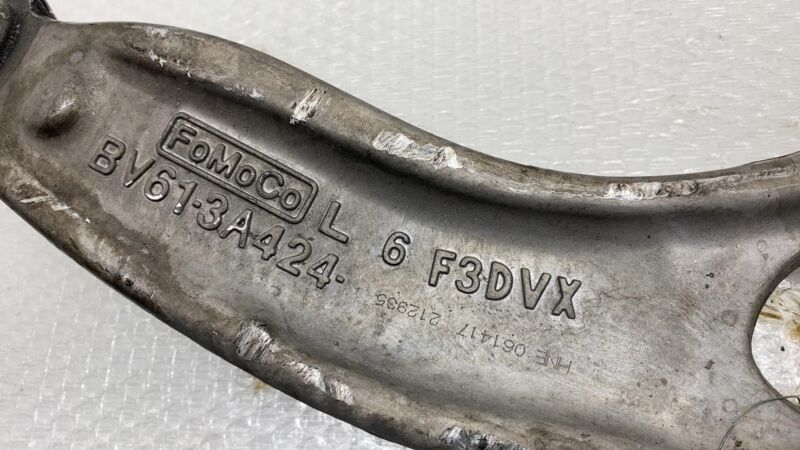 FoMoCo L 6 F3DVX
BV61-3A424-
HNE 061417 212935